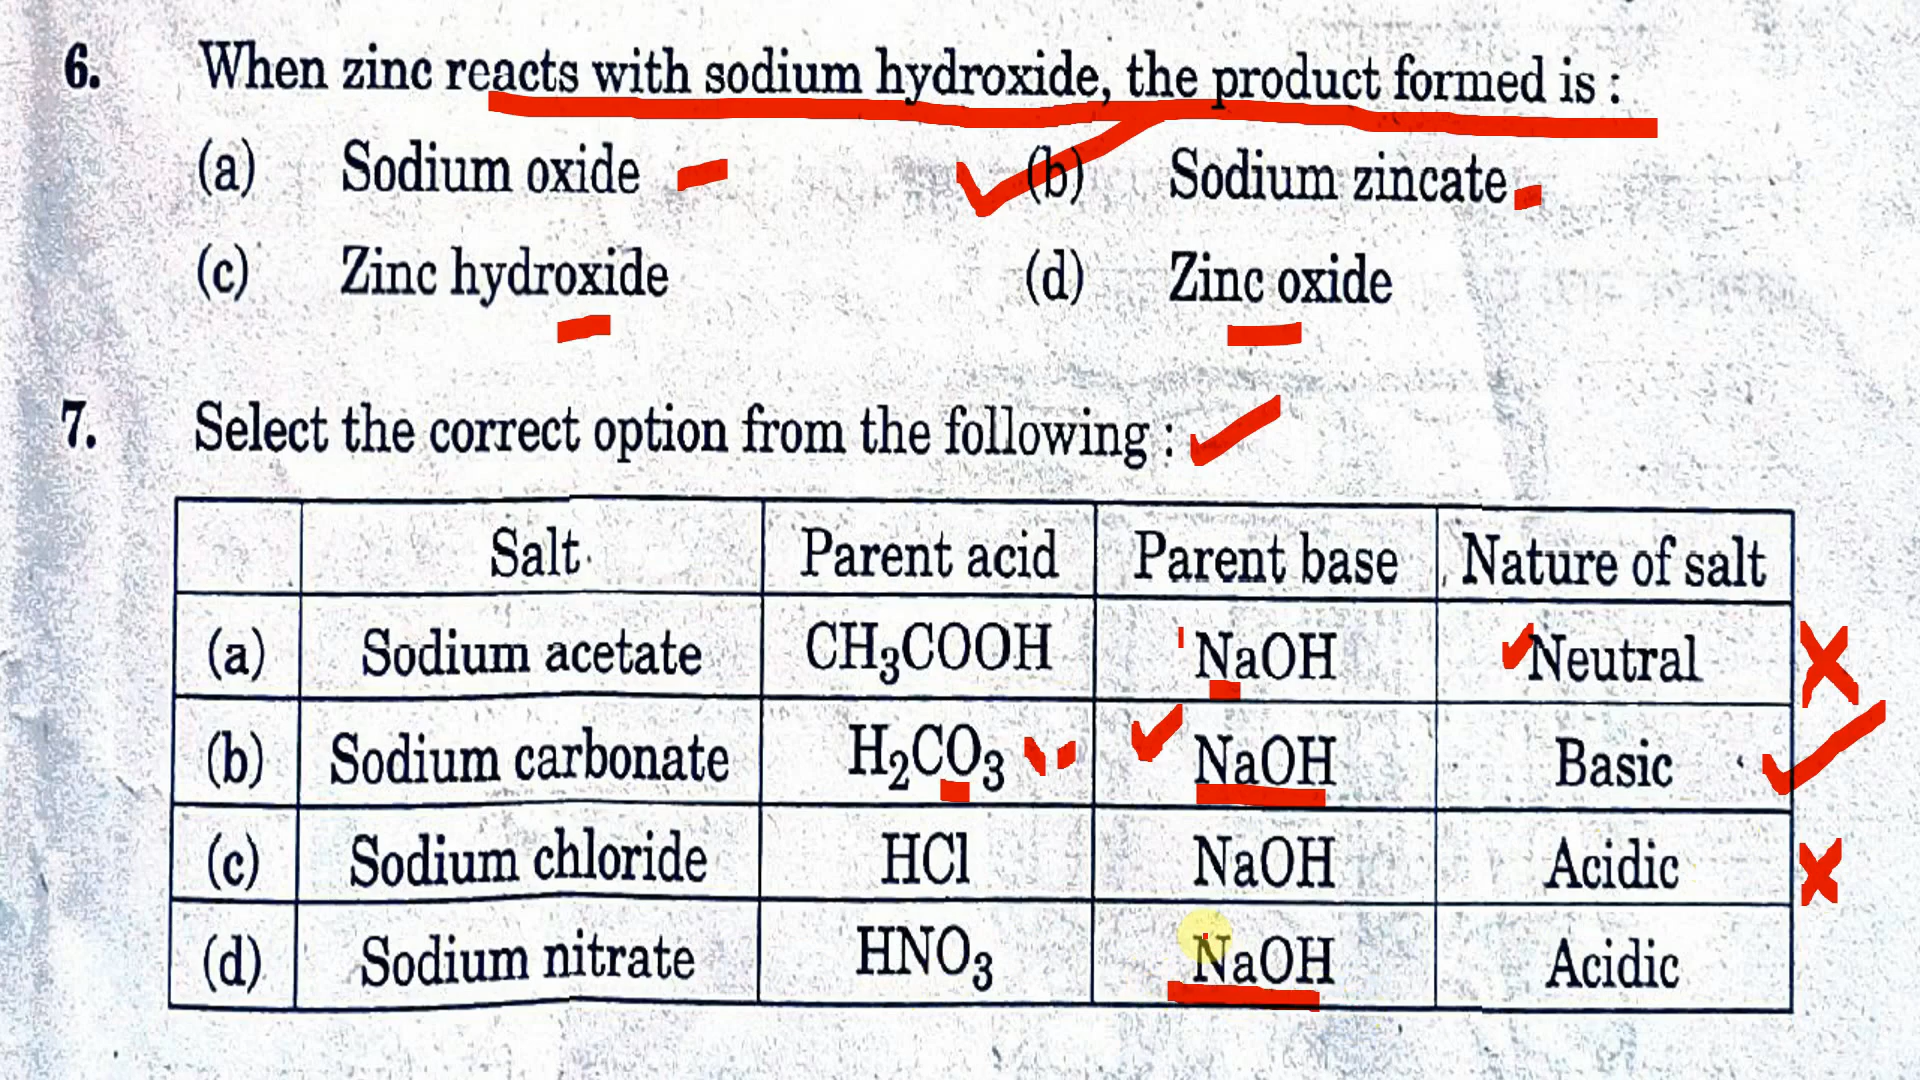 6. When zinc reacts with sodium hydroxide, the product formed is :
(a) Sodium oxide (b) Sodium zincate
(c) Zinc hydroxide (d) Zinc oxide
7. Select the correct option from the following :
Salt Parent acid Parent base Nature of salt
(a) Sodium acetate CH₃COOH NaOH Neutral
(b) Sodium carbonate H₂CO₃ NaOH Basic
(c) Sodium chloride HCl NaOH Acidic
(d) Sodium nitrate HNO₃ NaOH Acidic